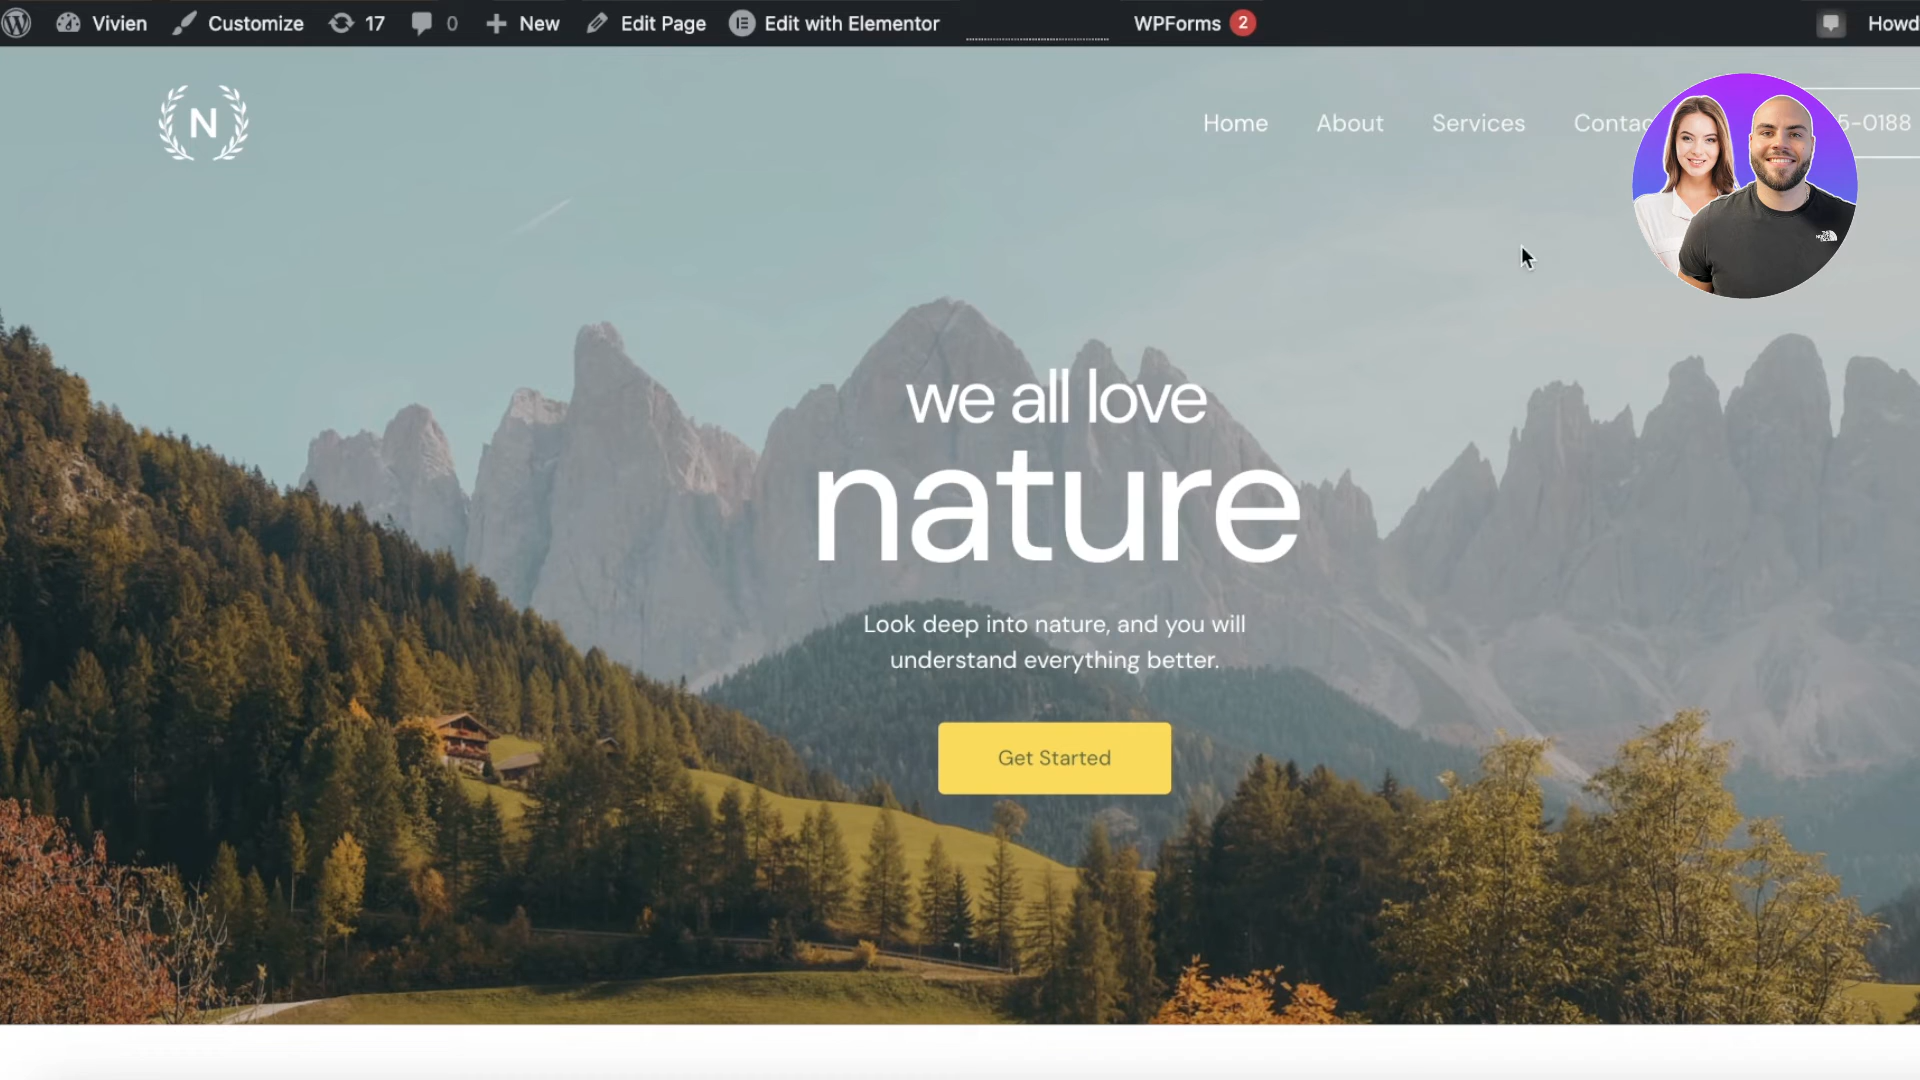 Vivien Customize 17 0 New Edit Page Edit with Elementor WPForms 2 Howd
N Home About Services Contac 5-0188
we all love
nature
Look deep into nature, and you will
understand everything better.
Get Started